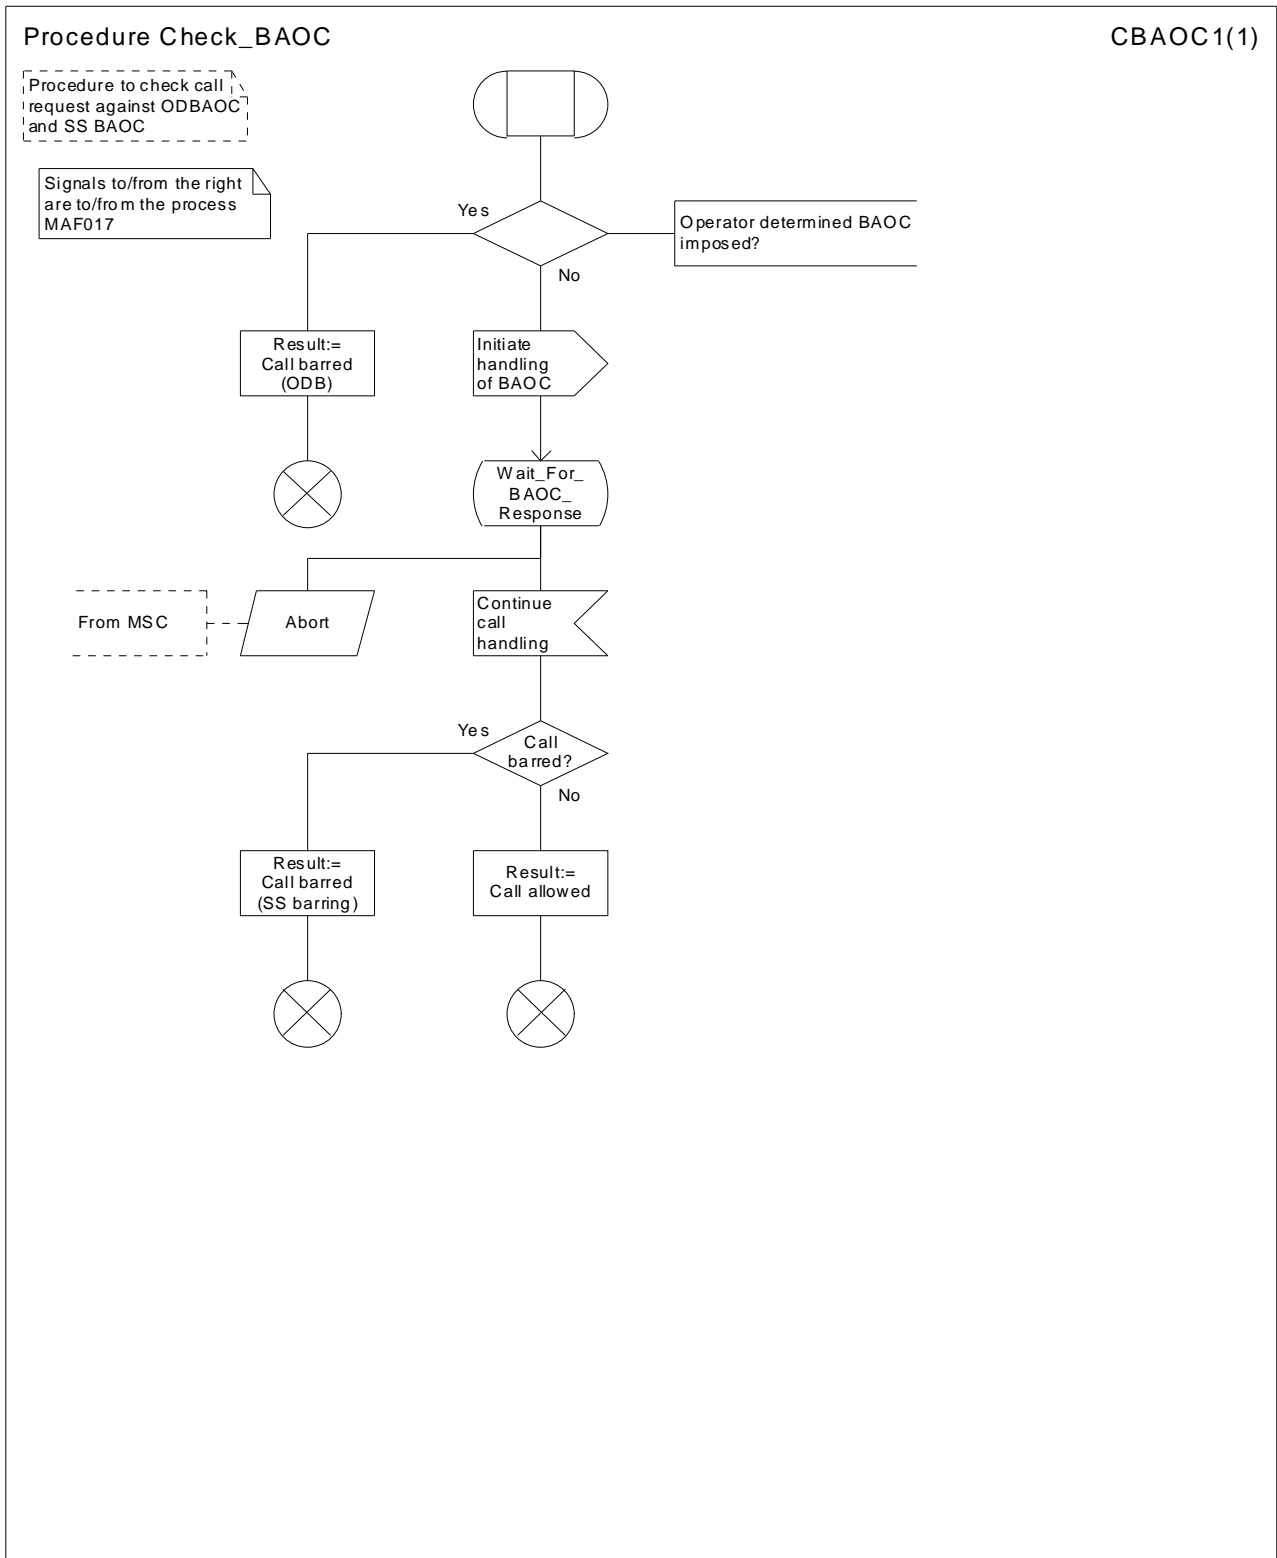 Procedure Check_BAOC
CBAOC1(1)
Procedure to check call
request against ODBAOC
and SS BAOC
Signals to/from the right
are to/from the process
MAF017
Yes
Operator determined BAOC
imposed?
No
Result:=
Call barred
(ODB)
Initiate
handling
of BAOC
Wait_For_
BAOC_
Response
From MSC
Abort
Continue
call
handling
Yes
Call
barred?
No
Result:=
Call barred
(SS barring)
Result:=
Call allowed